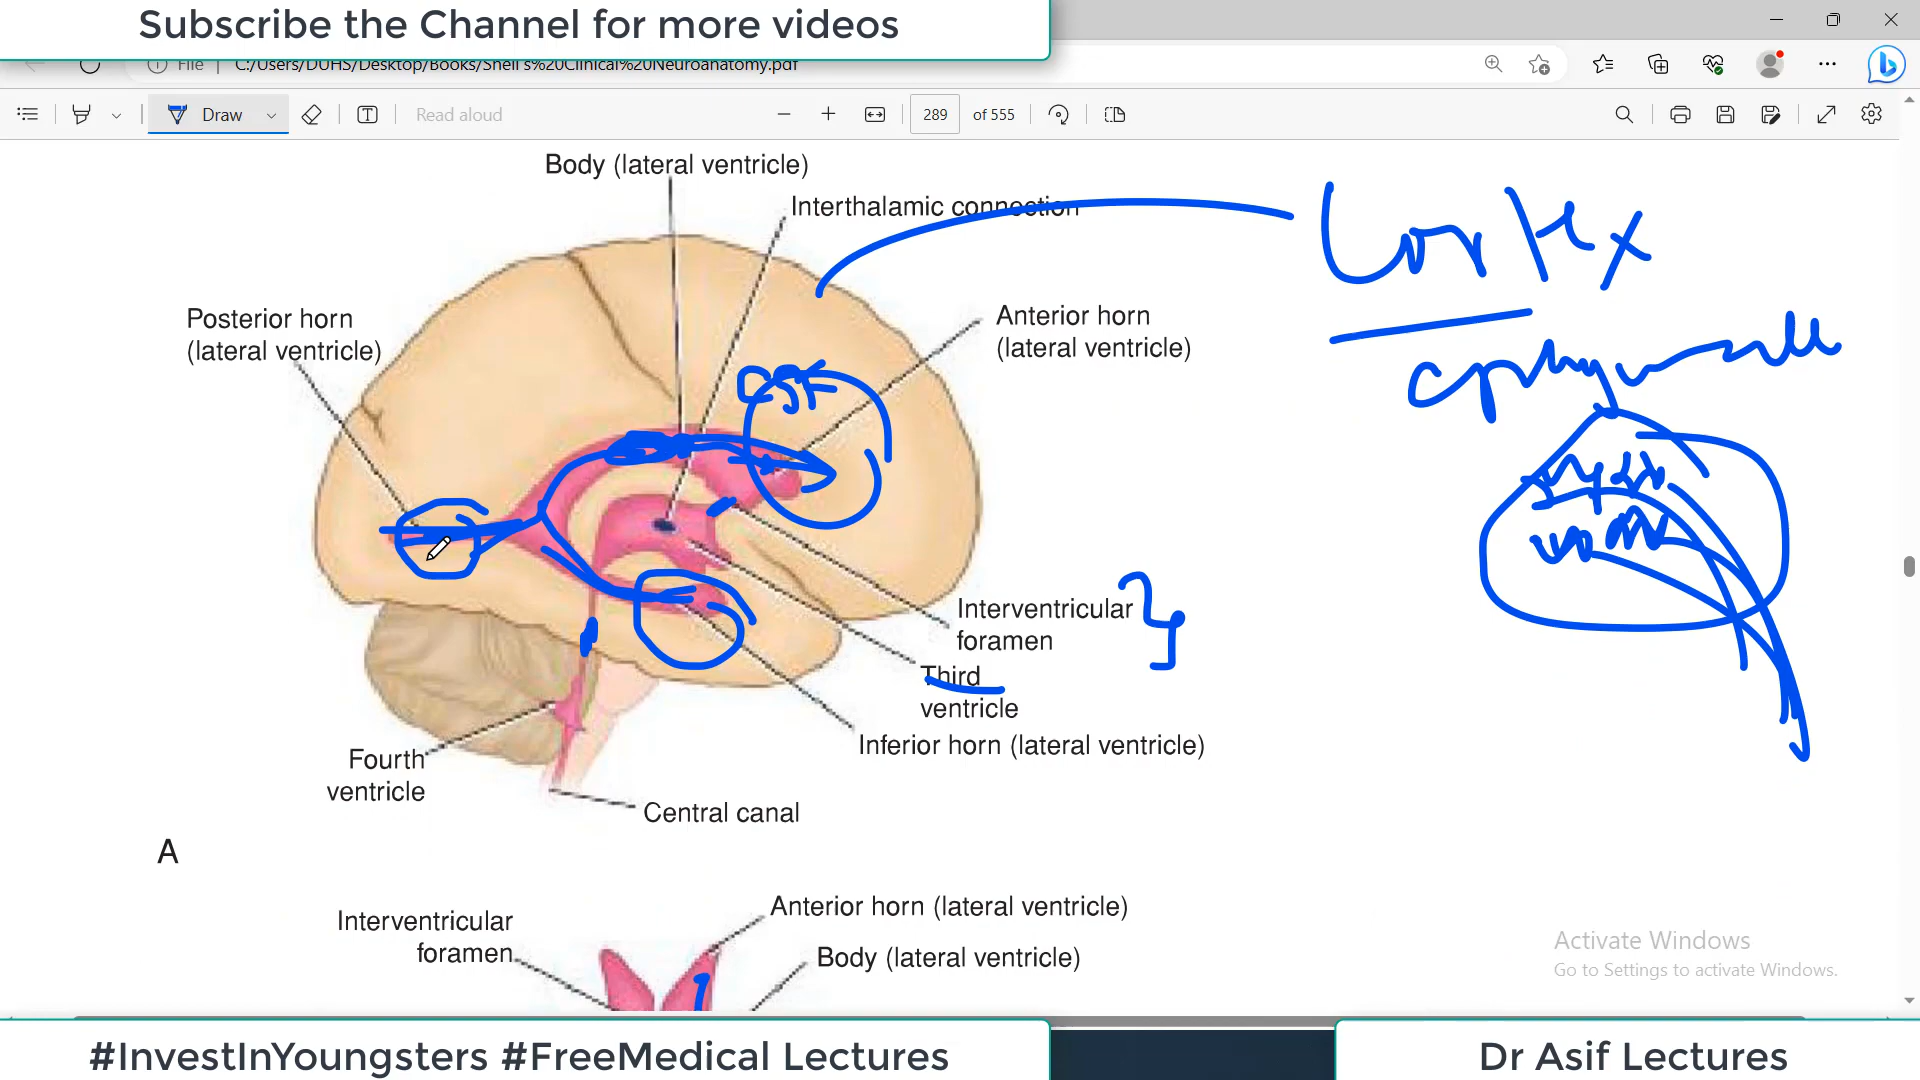 Subscribe the Channel for more videos
File | C:/Users/DUHS/Desktop/Books/Snell's%20Clinical%20Neuroanatomy.pdf
Draw
Read aloud
289 of 555
Body (lateral ventricle)
Interthalamic connection
Cortex
Posterior horn
(lateral ventricle)
Anterior horn
(lateral ventricle)
CSF
Interventricular
foramen
Third
ventricle
Inferior horn (lateral ventricle)
Fourth
ventricle
Central canal
A
Interventricular
foramen
Anterior horn (lateral ventricle)
Body (lateral ventricle)
Activate Windows
Go to Settings to activate Windows.
#InvestInYoungsters #FreeMedical Lectures
Dr Asif Lectures